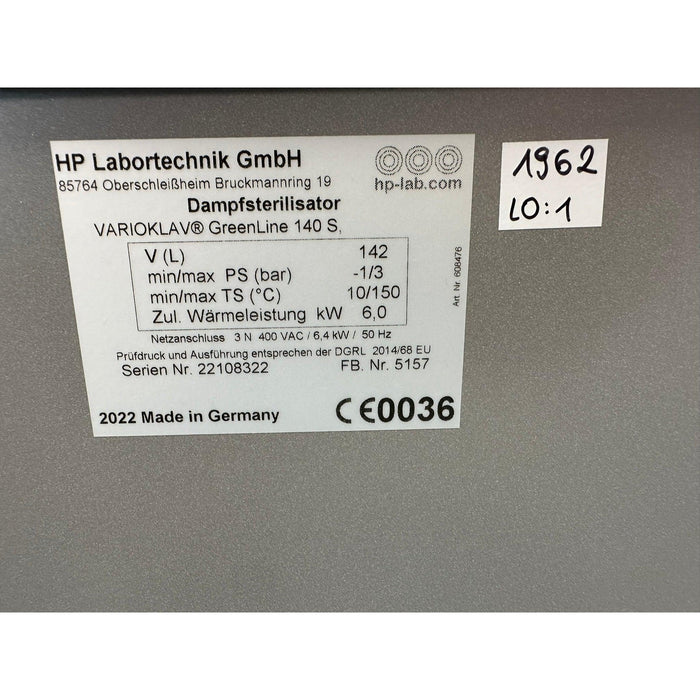 HP Labortechnik GmbH
85764 Oberschleißheim Bruckmannring 19
hp-lab.com
Dampfsterilisator
VARIOKLAV® GreenLine 140 S,
V (L) 142
min/max PS (bar) -1/3
min/max TS (°C) 10/150
Zul. Wärmeleistung kW 6,0
Art. Nr. 608476
Netzanschluss 3 N 400 VAC / 6,4 kW / 50 Hz
Prüfdruck und Ausführung entsprechen der DGRL 2014/68 EU
Serien Nr. 22108322 FB. Nr. 5157
2022 Made in Germany CE0036
1962
LO:1